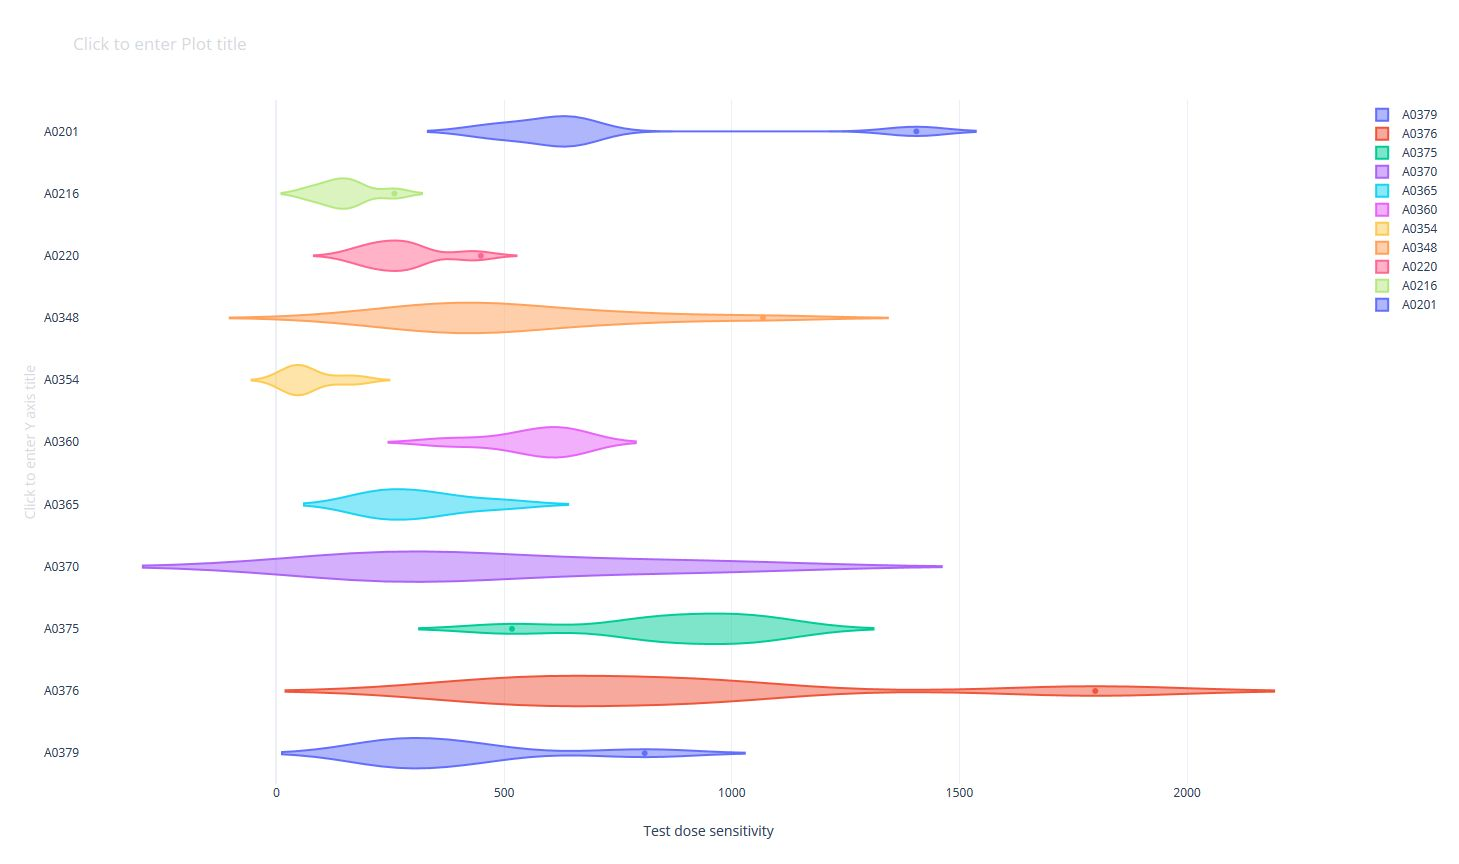 Click to enter Plot title
A0201
A0216
A0220
A0348
A0354
A0360
A0365
A0370
A0375
A0376
A0379
Click to enter Y axis title
0 500 1000 1500 2000
Test dose sensitivity
A0379
A0376
A0375
A0370
A0365
A0360
A0354
A0348
A0220
A0216
A0201